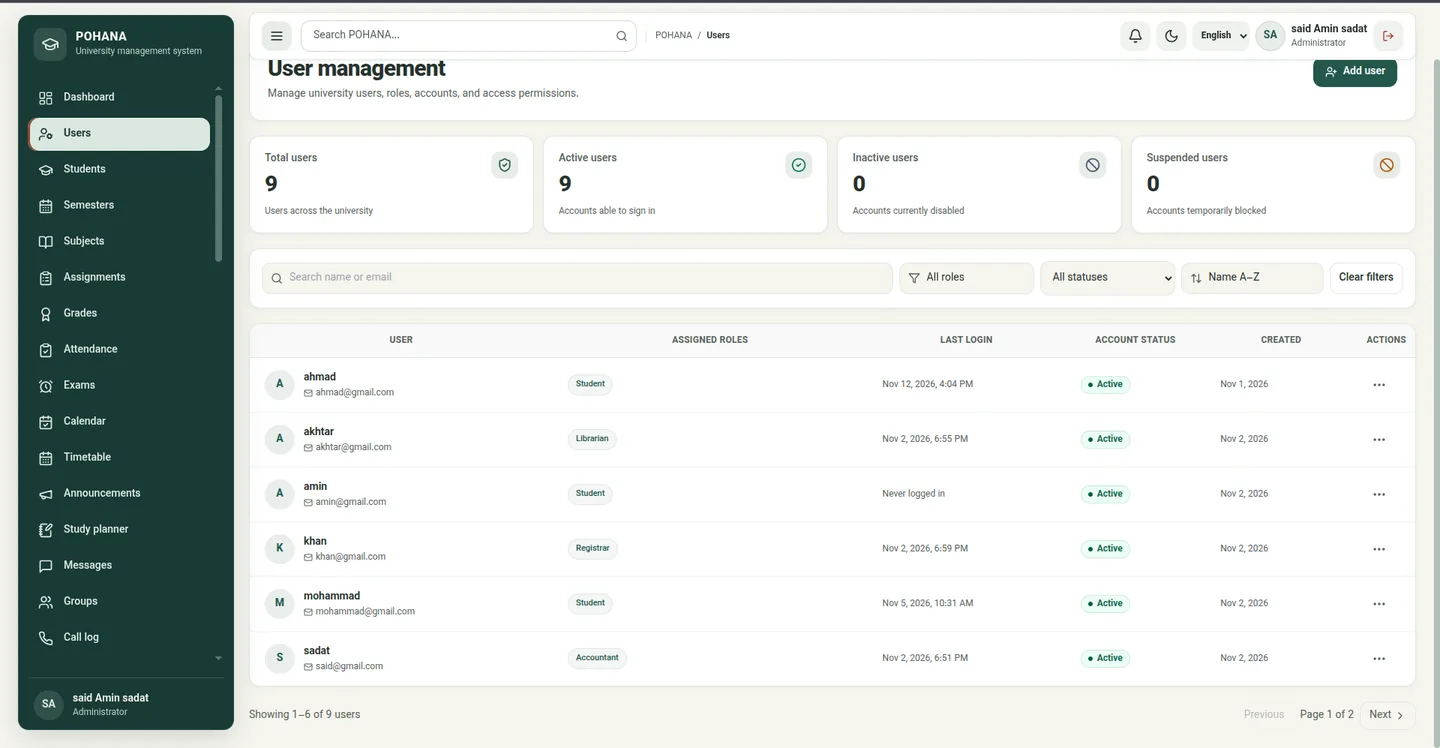 POHANA
University management system
Dashboard
Users
Students
Semesters
Subjects
Assignments
Grades
Attendance
Exams
Calendar
Timetable
Announcements
Study planner
Messages
Groups
Call log
SA
said Amin sadat
Administrator
Search POHANA...
POHANA / Users
English
SA
said Amin sadat
Administrator
User management
Manage university users, roles, accounts, and access permissions.
Add user
Total users
9
Users across the university
Active users
9
Accounts able to sign in
Inactive users
0
Accounts currently disabled
Suspended users
0
Accounts temporarily blocked
Search name or email
All roles
All statuses
Name A–Z
Clear filters
USER ASSIGNED ROLES LAST LOGIN ACCOUNT STATUS CREATED ACTIONS
A ahmad Student Nov 12, 2026, 4:04 PM Active Nov 1, 2026
ahmad@gmail.com
A akhtar Librarian Nov 2, 2026, 6:55 PM Active Nov 2, 2026
akhtar@gmail.com
A amin Student Never logged in Active Nov 2, 2026
amin@gmail.com
K khan Registrar Nov 2, 2026, 6:59 PM Active Nov 2, 2026
khan@gmail.com
M mohammad Student Nov 5, 2026, 10:31 AM Active Nov 2, 2026
mohammad@gmail.com
S sadat Accountant Nov 2, 2026, 6:51 PM Active Nov 2, 2026
said@gmail.com
Showing 1–6 of 9 users
Previous Page 1 of 2 Next